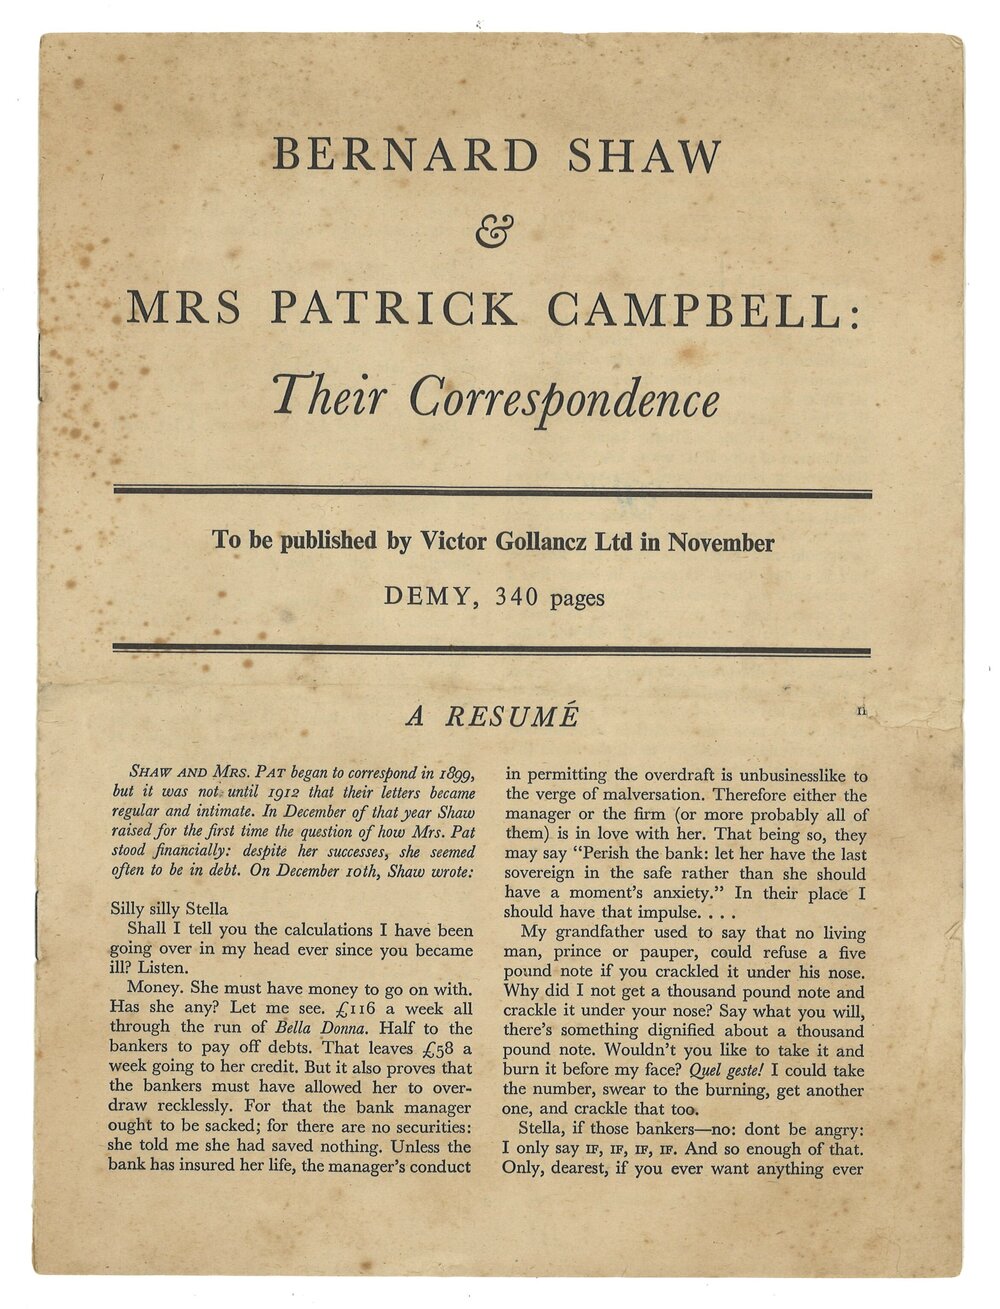 BERNARD SHAW
&
MRS PATRICK CAMPBELL:
Their Correspondence
To be published by Victor Gollancz Ltd in November
DEMY, 340 pages
A RESUMÉ
SHAW AND MRS. PAT began to correspond in 1899,
but it was not until 1912 that their letters became
regular and intimate. In December of that year Shaw
raised for the first time the question of how Mrs. Pat
stood financially: despite her successes, she seemed
often to be in debt. On December 10th, Shaw wrote:
Silly silly Stella
Shall I tell you the calculations I have been
going over in my head ever since you became
ill? Listen.
Money. She must have money to go on with.
Has she any? Let me see. £116 a week all
through the run of Bella Donna. Half to the
bankers to pay off debts. That leaves £58 a
week going to her credit. But it also proves that
the bankers must have allowed her to over-
draw recklessly. For that the bank manager
ought to be sacked; for there are no securities:
she told me she had saved nothing. Unless the
bank has insured her life, the manager's conduct
in permitting the overdraft is unbusinesslike to
the verge of malversation. Therefore either the
manager or the firm (or more probably all of
them) is in love with her. That being so, they
may say “Perish the bank: let her have the last
sovereign in the safe rather than she should
have a moment's anxiety.” In their place I
should have that impulse. . . .
My grandfather used to say that no living
man, prince or pauper, could refuse a five
pound note if you crackled it under his nose.
Why did I not get a thousand pound note and
crackle it under your nose? Say what you will,
there's something dignified about a thousand
pound note. Wouldn't you like to take it and
burn it before my face? Quel geste! I could take
the number, swear to the burning, get another
one, and crackle that too.
Stella, if those bankers—no: dont be angry:
I only say IF, IF, IF, IF. And so enough of that.
Only, dearest, if you ever want anything ever